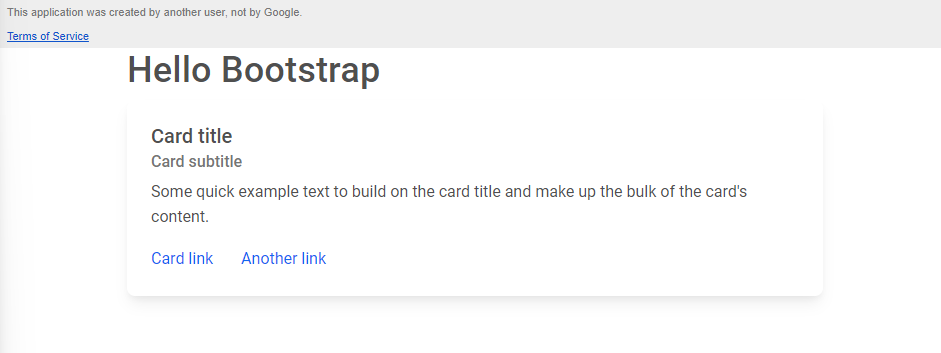 This application was created by another user, not by Google.
Terms of Service
Hello Bootstrap
Card title
Card subtitle
Some quick example text to build on the card title and make up the bulk of the card's
content.
Card link Another link